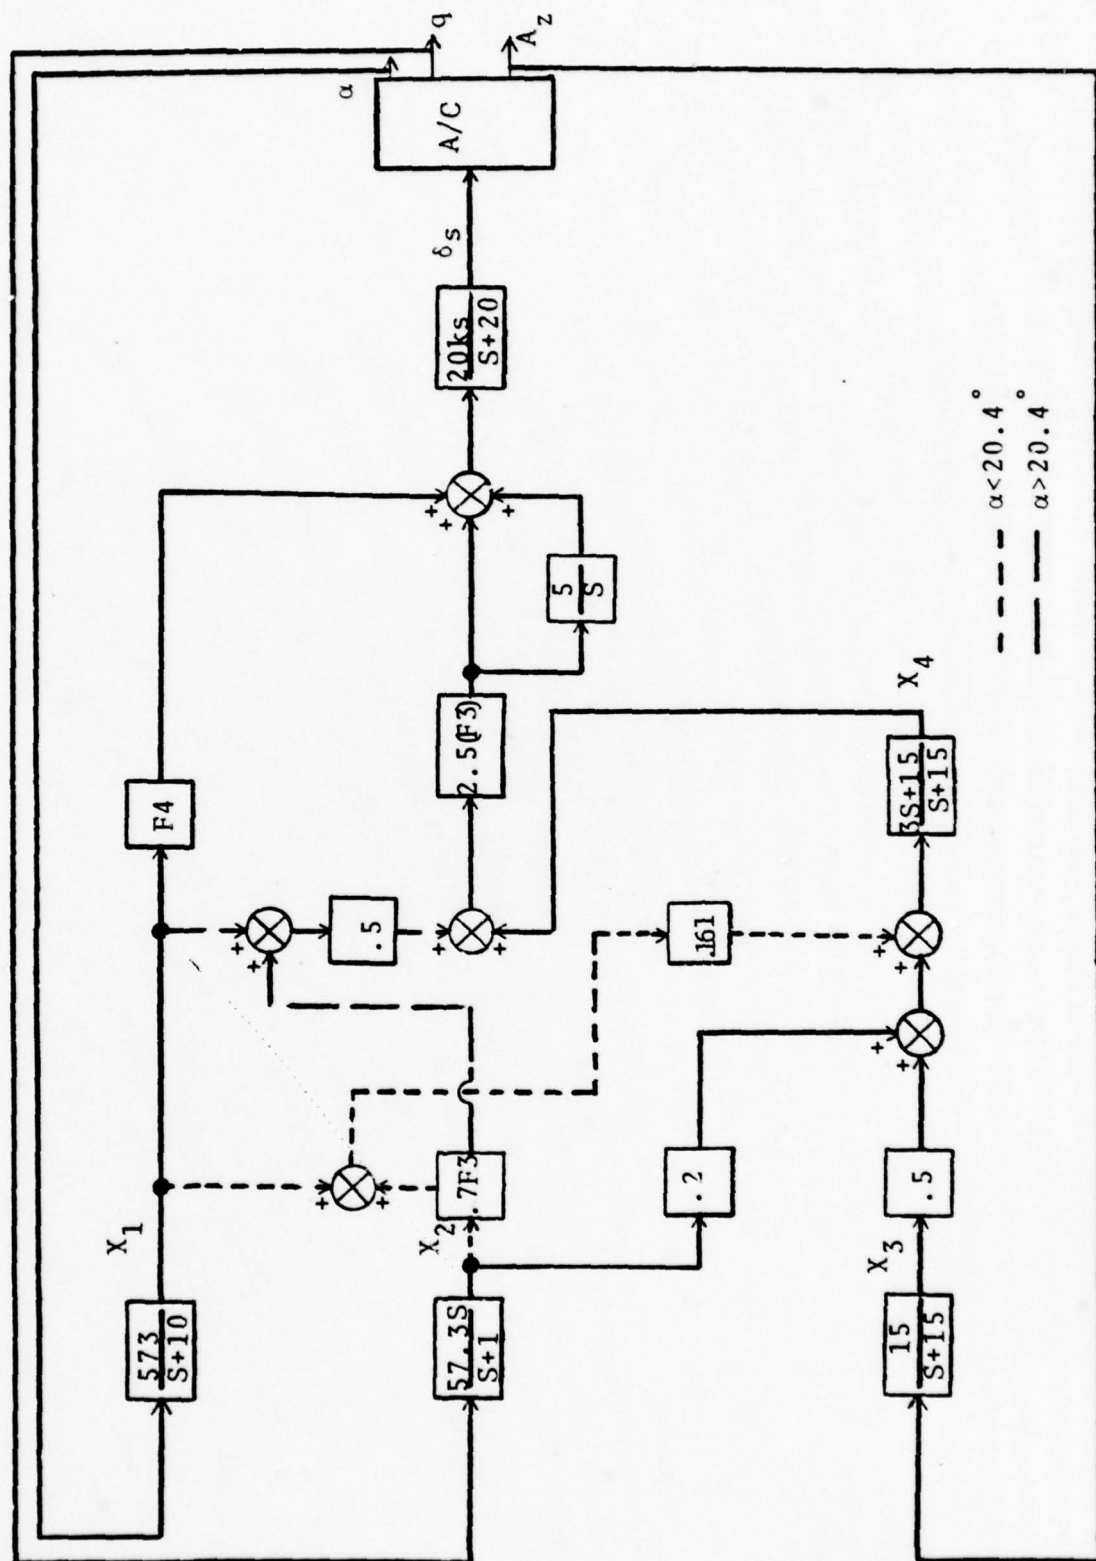 α
q
A/C
A_z
δ_s
20ks
S+20
F4
2.5(F3)
5
S
X_1
573
S+10
.5
.161
X_2
.7F3
57.3S
S+1
.2
X_3
15
S+15
.5
3S+15
S+15
X_4
α<20.4°
α>20.4°
+
+
+
+
+
+
+
+
+
+
+
+
+